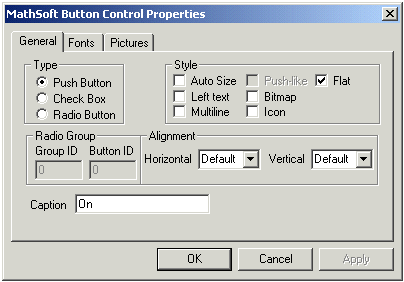 MathSoft Button Control Properties
General Fonts Pictures
Type
Push Button
Check Box
Radio Button
Style
Auto Size Push-like Flat
Left text Bitmap
Multiline Icon
Radio Group
Group ID Button ID
0 0
Alignment
Horizontal Default Vertical Default
Caption On
OK Cancel Apply